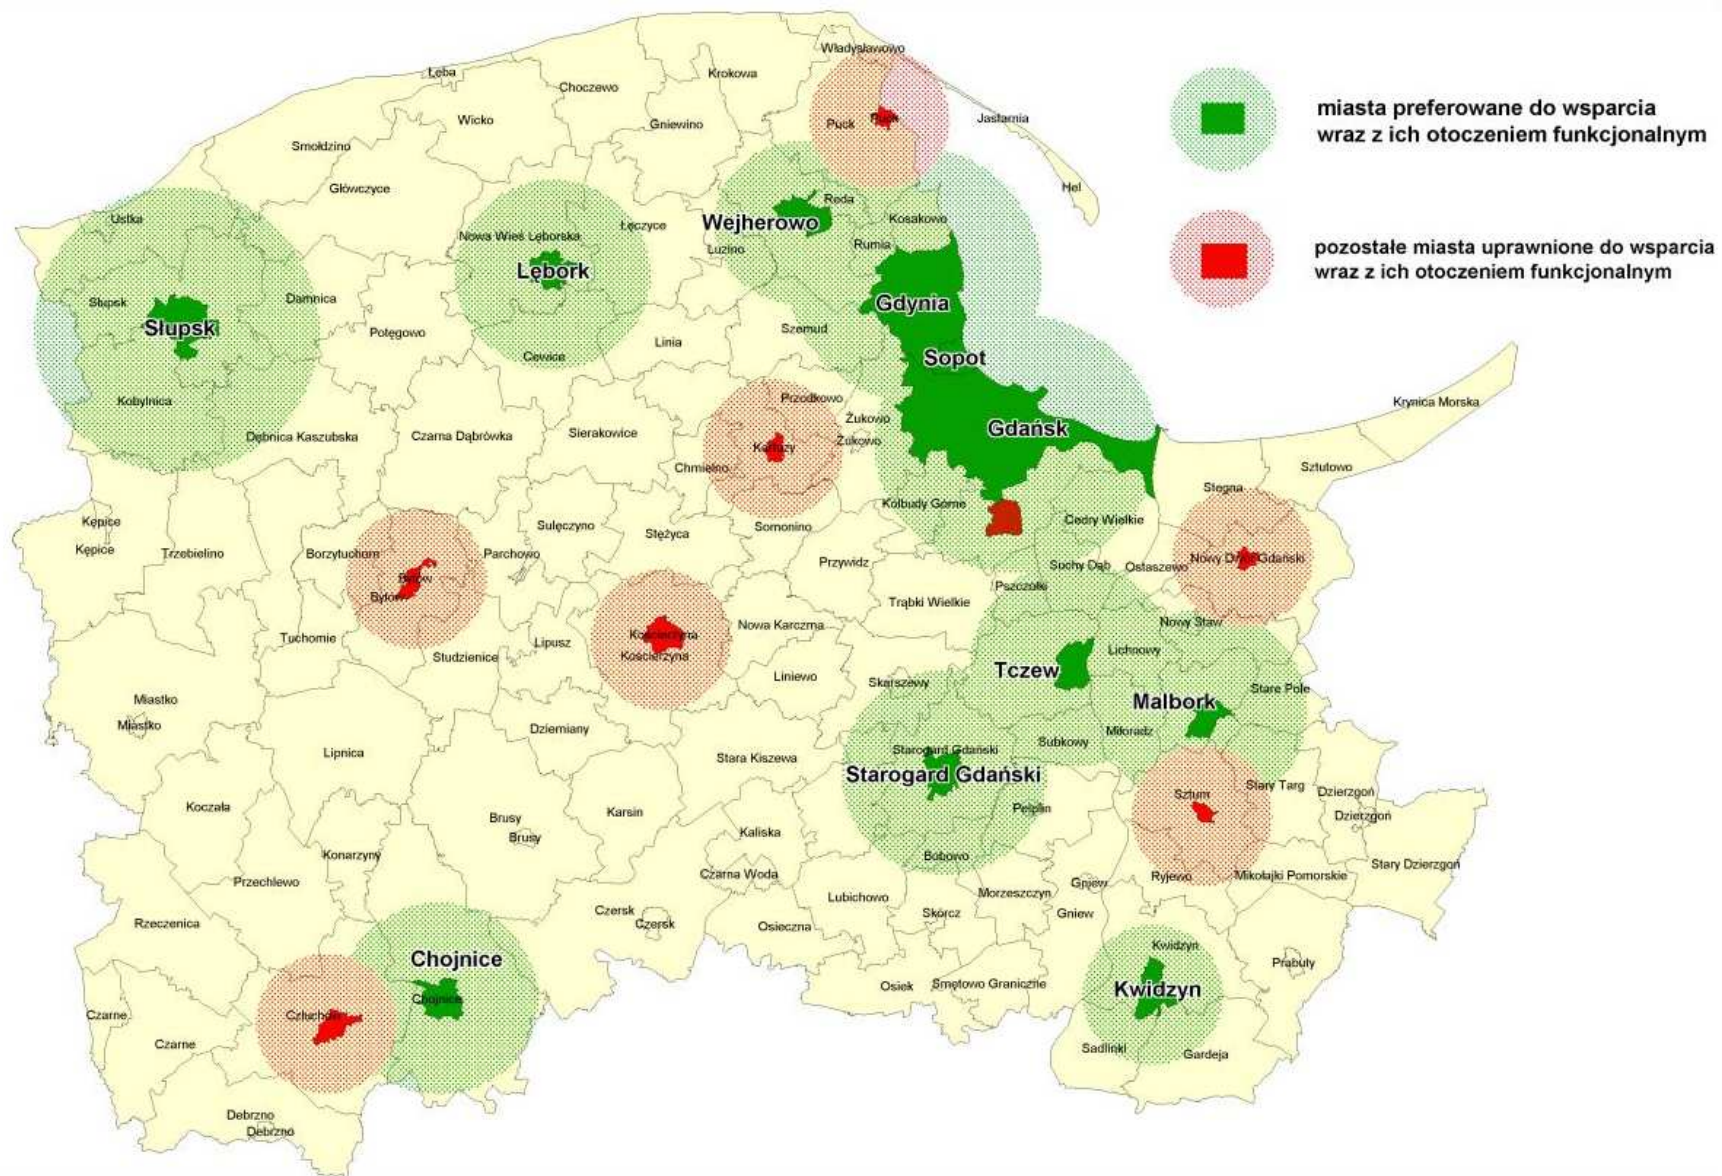 Władysławowo
Łeba
Krokowa
Choczewo
miasta preferowane do wsparcia
wraz z ich otoczeniem funkcjonalnym
Wicko
Gniewino
Puck
Puck
Jastarnia
Smołdzino
Główczyce
Hel
Reda
Ustka
Wejherowo
Kosakowo
Łęczyce
Nowa Wieś Lęborska
Luzino
Rumia
pozostałe miasta uprawnione do wsparcia
wraz z ich otoczeniem funkcjonalnym
Lębork
Słupsk
Damnica
Gdynia
Słupsk
Potęgowo
Szemud
Linia
Cewice
Sopot
Kobylnica
Przodkowo
Krynica Morska
Żukowo
Dębnica Kaszubska
Czarna Dąbrówka
Sierakowice
Gdańsk
Żukowo
Kartuzy
Chmielno
Sztutowo
Stegna
Kolbudy Górne
Kępice
Sulęczyno
Somonino
Cedry Wielkie
Kępice
Trzebielino
Borzytuchom
Parchowo
Stężyca
Przywidz
Suchy Dąb
Ostaszewo
Nowy Dwór Gdański
Bytów
Bytów
Pszczółki
Trąbki Wielkie
Tuchomie
Lipusz
Kościerzyna
Nowa Karczma
Nowy Staw
Studzienice
Kościerzyna
Lichnowy
Liniewo
Tczew
Skarszewy
Stare Pole
Miastko
Malbork
Miastko
Dziemiany
Miłoradz
Lipnica
Stara Kiszewa
Starogard Gdański
Subkowy
Starogard Gdański
Stary Targ
Sztum
Dzierzgoń
Koczała
Pelplin
Dzierzgoń
Brusy
Karsin
Brusy
Kaliska
Konarzyny
Bobowo
Stary Dzierzgoń
Przechlewo
Czarna Woda
Ryjewo
Mikołajki Pomorskie
Gniew
Morzeszczyn
Lubichowo
Rzeczenica
Czersk
Czersk
Osieczna
Skórcz
Gniew
Kwidzyn
Chojnice
Prabuty
Chojnice
Osiek
Smętowo Graniczne
Kwidzyn
Czarne
Człuchów
Czarne
Sadlinki
Gardeja
Debrzno
Debrzno